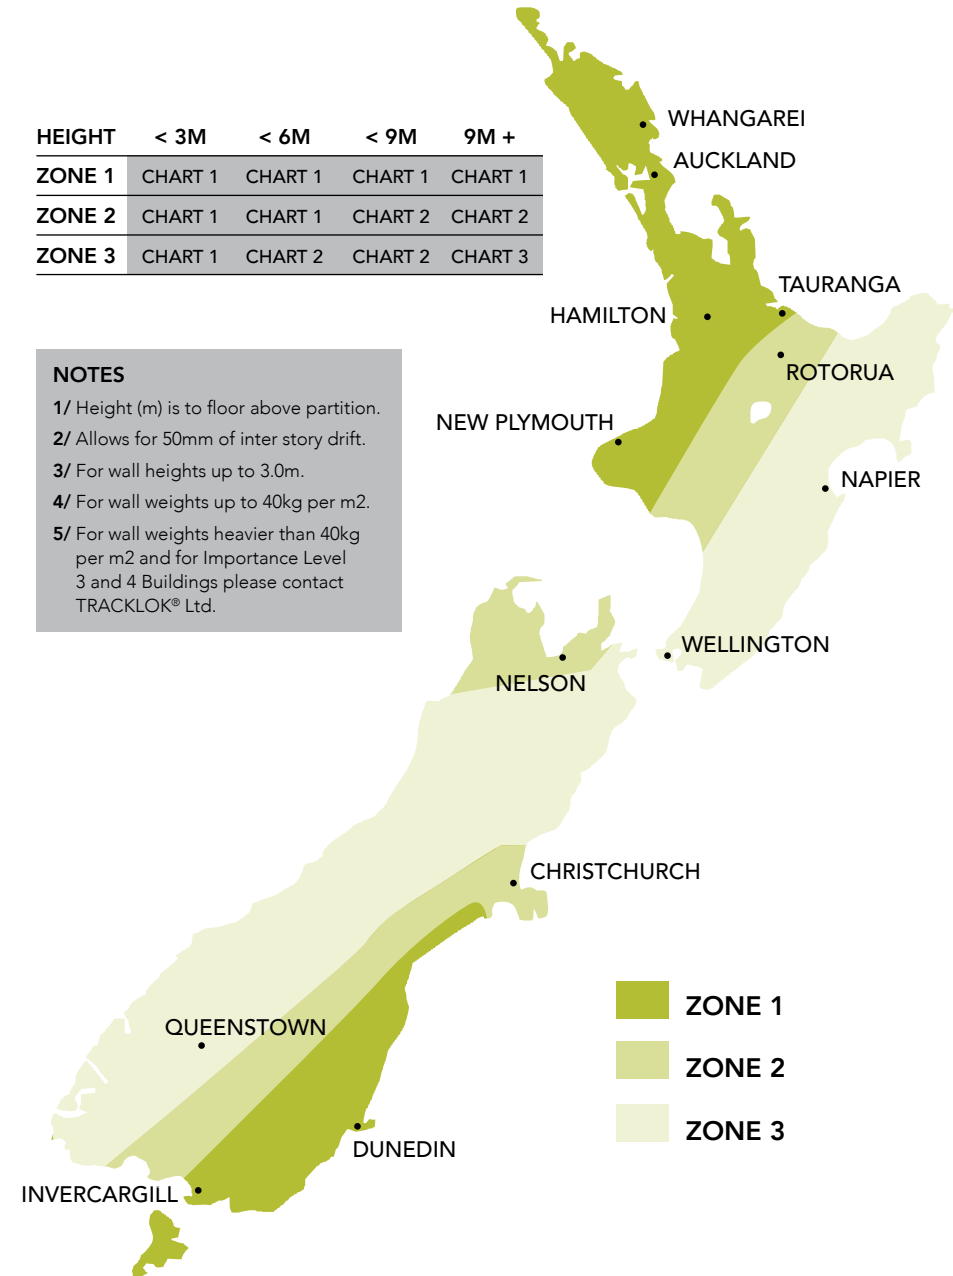 HEIGHT < 3M < 6M < 9M 9M +
ZONE 1 CHART 1 CHART 1 CHART 1 CHART 1
ZONE 2 CHART 1 CHART 1 CHART 2 CHART 2
ZONE 3 CHART 1 CHART 2 CHART 2 CHART 3
NOTES
1/ Height (m) is to floor above partition.
2/ Allows for 50mm of inter story drift.
3/ For wall heights up to 3.0m.
4/ For wall weights up to 40kg per m2.
5/ For wall weights heavier than 40kg
per m2 and for Importance Level
3 and 4 Buildings please contact
TRACKLOK® Ltd.
WHANGAREI
AUCKLAND
TAURANGA
HAMILTON
ROTORUA
NEW PLYMOUTH
NAPIER
WELLINGTON
NELSON
CHRISTCHURCH
QUEENSTOWN
DUNEDIN
INVERCARGILL
ZONE 1
ZONE 2
ZONE 3